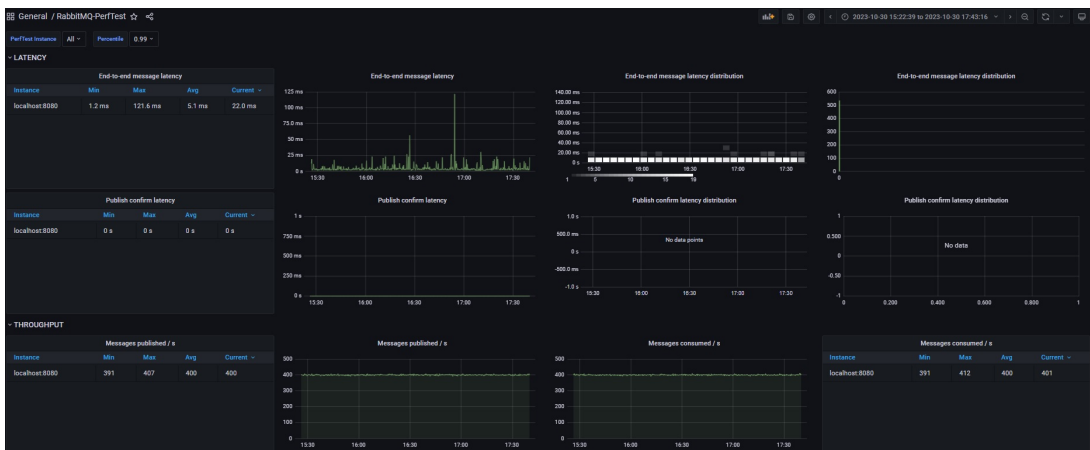 General / RabbitMQ-PerfTest
2023-10-30 15:22:39 to 2023-10-30 17:43:16
PerfTest Instance All Percentile 0.99
LATENCY
End-to-end message latency
Instance Min Max Avg Current
localhost:8080 1.2 ms 121.6 ms 5.1 ms 22.0 ms
End-to-end message latency
125 ms
100 ms
75.0 ms
50 ms
25 ms
0 s
15:30 16:00 16:30 17:00 17:30
End-to-end message latency distribution
140.00 ms
120.00 ms
100.00 ms
80.00 ms
60.00 ms
40.00 ms
20.00 ms
0 s
15:30 16:00 16:30 17:00 17:30
1 5 10 15 19
End-to-end message latency distribution
600
500
400
300
200
100
0
0
Publish confirm latency
Instance Min Max Avg Current
localhost:8080 0 s 0 s 0 s 0 s
Publish confirm latency
1 s
750 ms
500 ms
250 ms
0 s
15:30 16:00 16:30 17:00 17:30
Publish confirm latency distribution
1.0 s
500.0 ms
0 s
-500.0 ms
-1.0 s
No data points
15:30 16:00 16:30 17:00 17:30
Publish confirm latency distribution
1
0.500
0
-0.50
-1
No data
0 0.200 0.400 0.600 0.800 1
THROUGHPUT
Messages published / s
Instance Min Max Avg Current
localhost:8080 391 407 400 400
Messages published / s
500
400
300
200
100
0
15:30 16:00 16:30 17:00 17:30
Messages consumed / s
500
400
300
200
100
0
15:30 16:00 16:30 17:00 17:30
Messages consumed / s
Instance Min Max Avg Current
localhost:8080 391 412 400 401